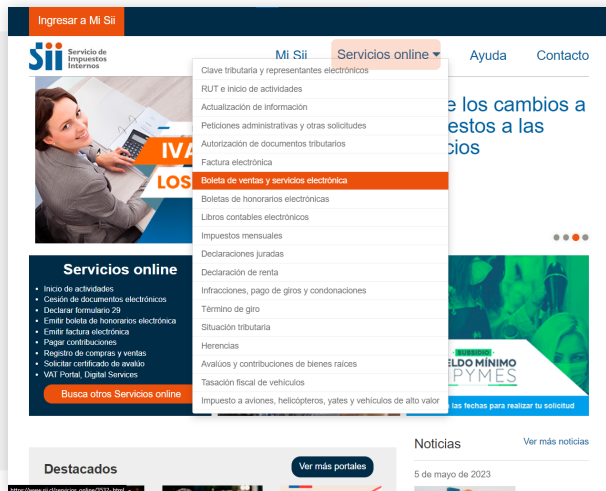 Ingresar a Mi Sii
Sii Servicio de
Impuestos
Internos
Mi Sii Servicios online Ayuda Contacto
Clave tributaria y representantes electrónicos
RUT e inicio de actividades
Actualización de información
Peticiones administrativas y otras solicitudes
Autorización de documentos tributarios
Factura electrónica
Boleta de ventas y servicios electrónica
Boletas de honorarios electrónicas
Libros contables electrónicos
Impuestos mensuales
Declaraciones juradas
Declaración de renta
Infracciones, pago de giros y condonaciones
Término de giro
Situación tributaria
Herencias
Avalúos y contribuciones de bienes raíces
Tasación fiscal de vehículos
Impuesto a aviones, helicópteros, yates y vehículos de alto valor
IVA
LOS
e los cambios a
estos a las
cios
Servicios online
Inicio de actividades
Cesión de documentos electrónicos
Declarar formulario 29
Emitir boleta de honorarios electrónica
Emitir factura electrónica
Pagar contribuciones
Registro de compras y ventas
Solicitar certificado de avalúo
VAT Portal, Digital Services
Busca otros Servicios online
SUBSIDIO
ELDO MÍNIMO
IPYMES
las fechas para realizar tu solicitud
Destacados
Ver más portales
Noticias
Ver más noticias
5 de mayo de 2023